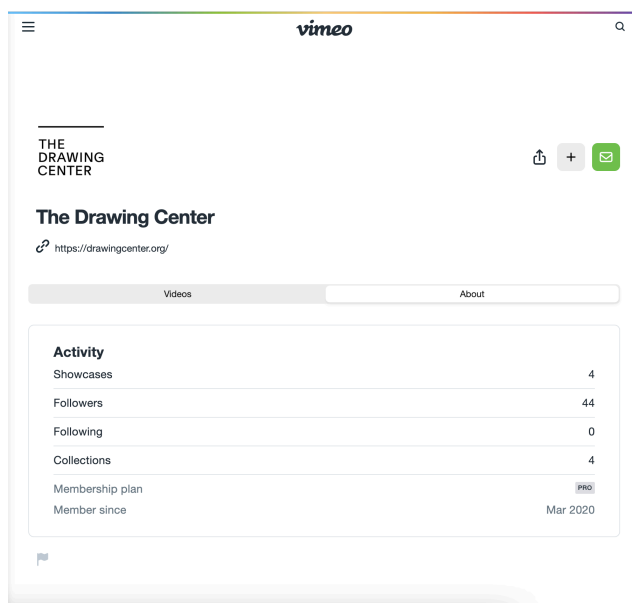 vimeo
THE
DRAWING
CENTER
The Drawing Center
https://drawingcenter.org/
Videos About
Activity
Showcases 4
Followers 44
Following 0
Collections 4
Membership plan PRO
Member since Mar 2020